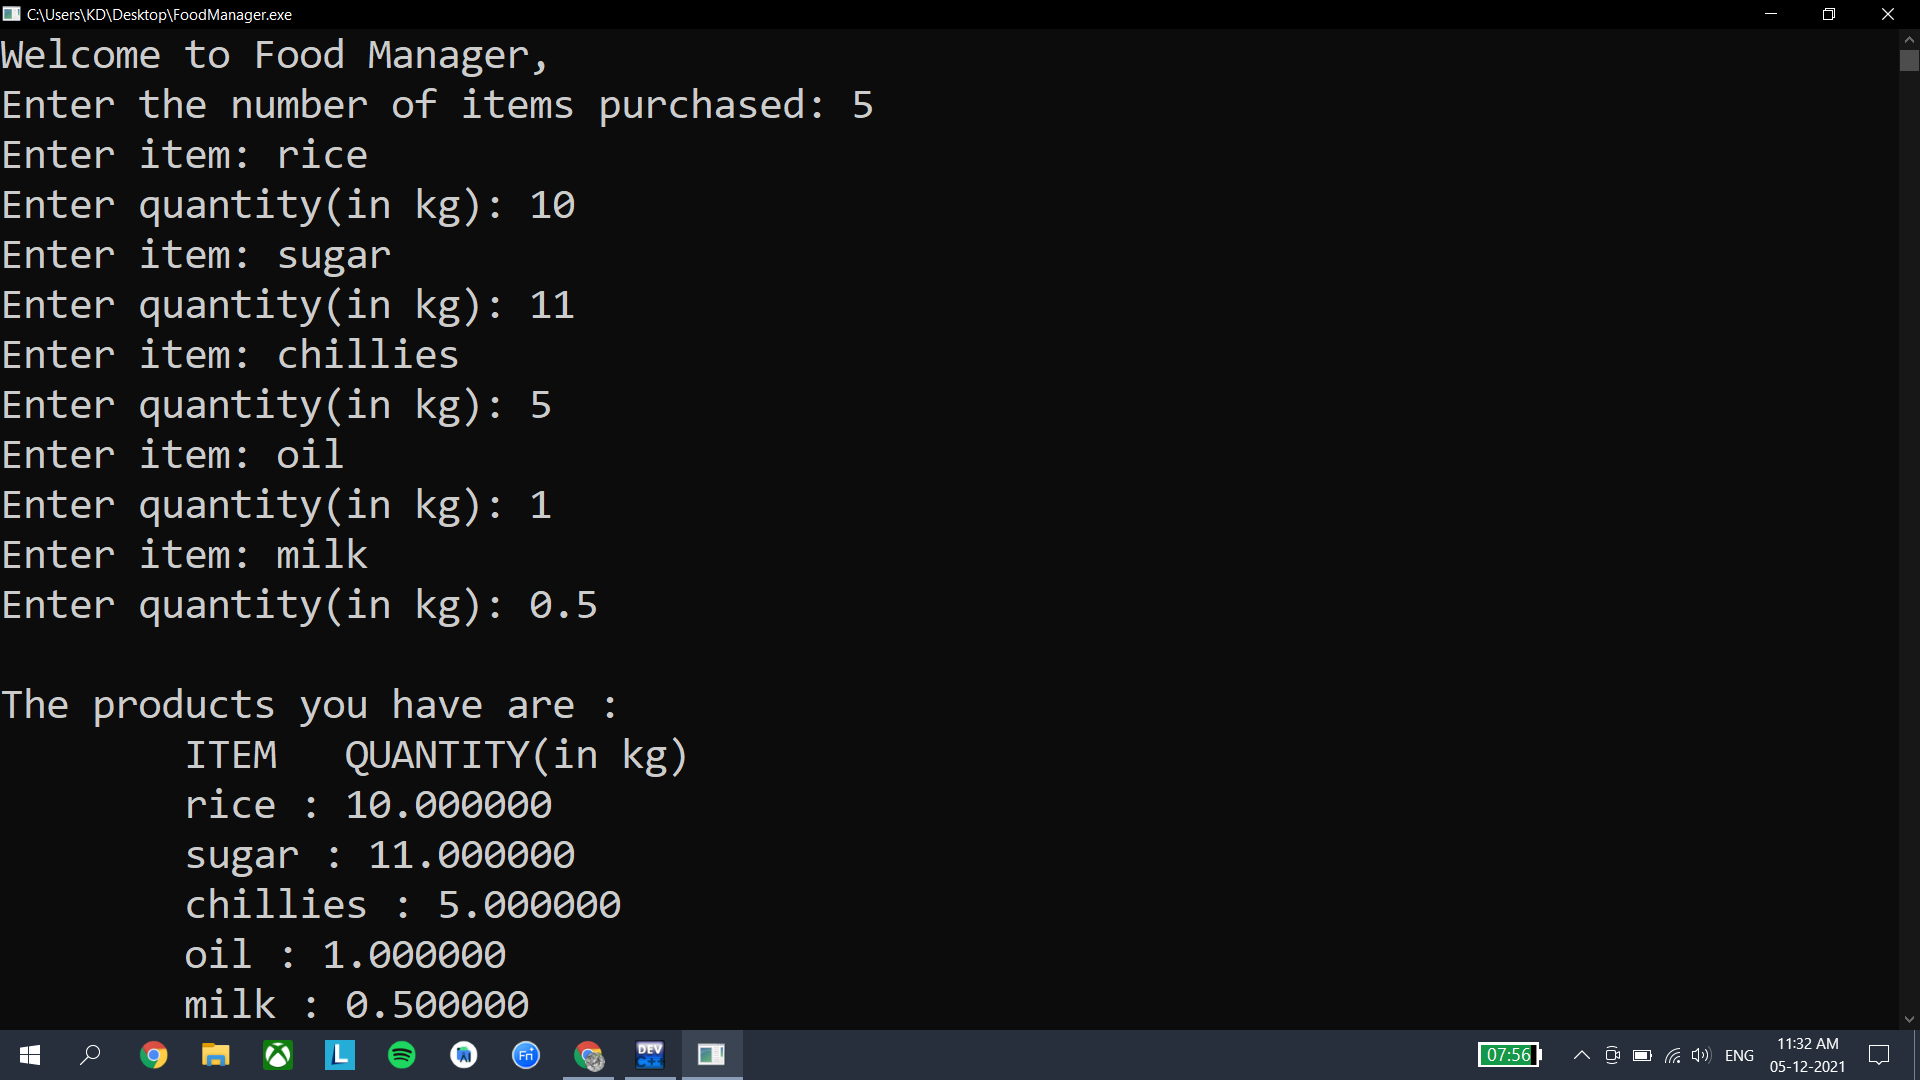 C:\Users\KD\Desktop\FoodManager.exe
Welcome to Food Manager,
Enter the number of items purchased: 5
Enter item: rice
Enter quantity(in kg): 10
Enter item: sugar
Enter quantity(in kg): 11
Enter item: chillies
Enter quantity(in kg): 5
Enter item: oil
Enter quantity(in kg): 1
Enter item: milk
Enter quantity(in kg): 0.5
The products you have are :
ITEM QUANTITY(in kg)
rice : 10.000000
sugar : 11.000000
chillies : 5.000000
oil : 1.000000
milk : 0.500000
L
Fn
DEV
C++
07:56
ENG
11:32 AM
05-12-2021